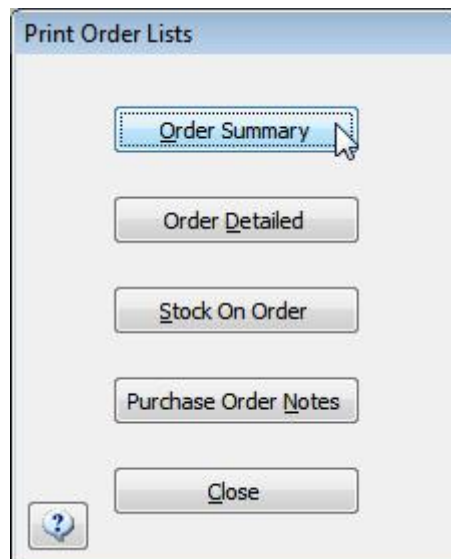 Print Order Lists
Order Summary
Order Detailed
Stock On Order
Purchase Order Notes
Close
?